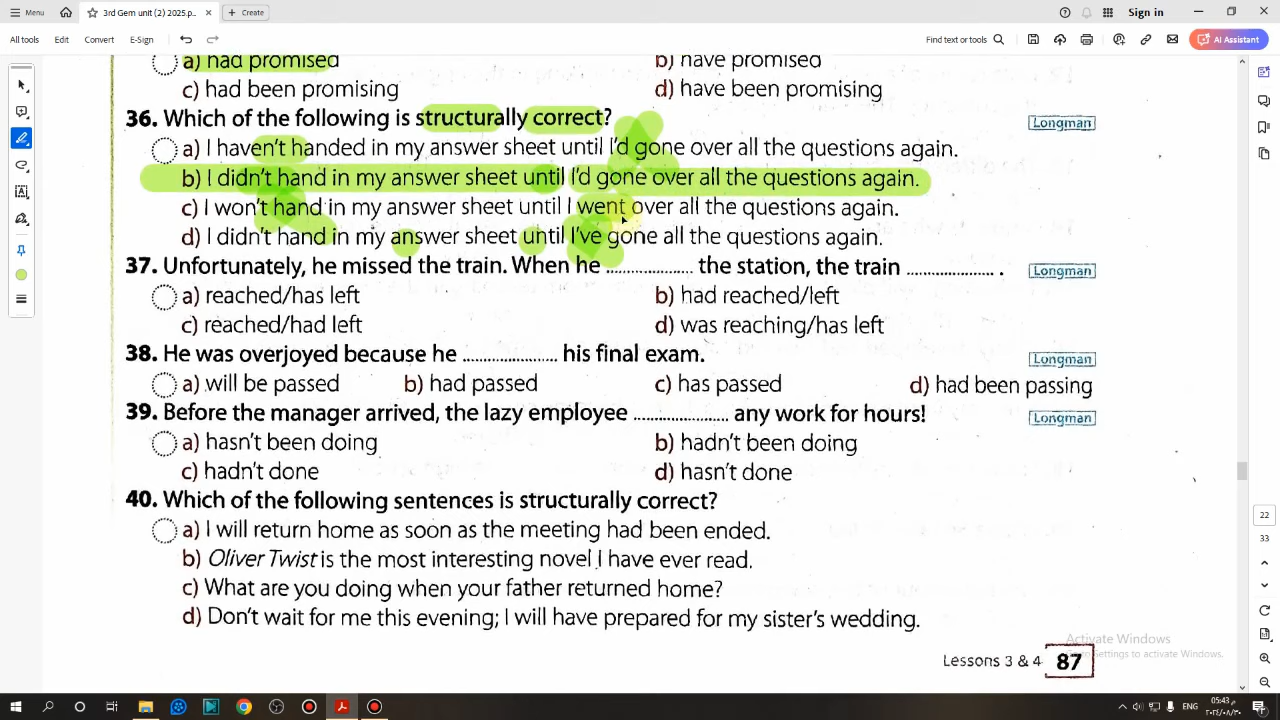 Menu
3rd Gem unit (2) 2025.p...
Create
Sign in
All tools Edit Convert E-Sign
Find text or tools
AI Assistant
a) had promised b) have promised
c) had been promising d) have been promising
36. Which of the following is structurally correct? Longman
a) I haven't handed in my answer sheet until I'd gone over all the questions again.
b) I didn't hand in my answer sheet until I'd gone over all the questions again.
c) I won't hand in my answer sheet until I went over all the questions again.
d) I didn't hand in my answer sheet until I've gone all the questions again.
37. Unfortunately, he missed the train. When he .................... the station, the train .................... . Longman
a) reached/has left b) had reached/left
c) reached/had left d) was reaching/has left
38. He was overjoyed because he .................... his final exam. Longman
a) will be passed b) had passed c) has passed d) had been passing
39. Before the manager arrived, the lazy employee .................... any work for hours! Longman
a) hasn't been doing b) hadn't been doing
c) hadn't done d) hasn't done
40. Which of the following sentences is structurally correct?
a) I will return home as soon as the meeting had been ended.
b) Oliver Twist is the most interesting novel I have ever read.
c) What are you doing when your father returned home?
d) Don't wait for me this evening; I will have prepared for my sister's wedding.
Activate Windows
Go to Settings to activate Windows.
Lessons 3 & 4 87
22
33
ENG
05:43